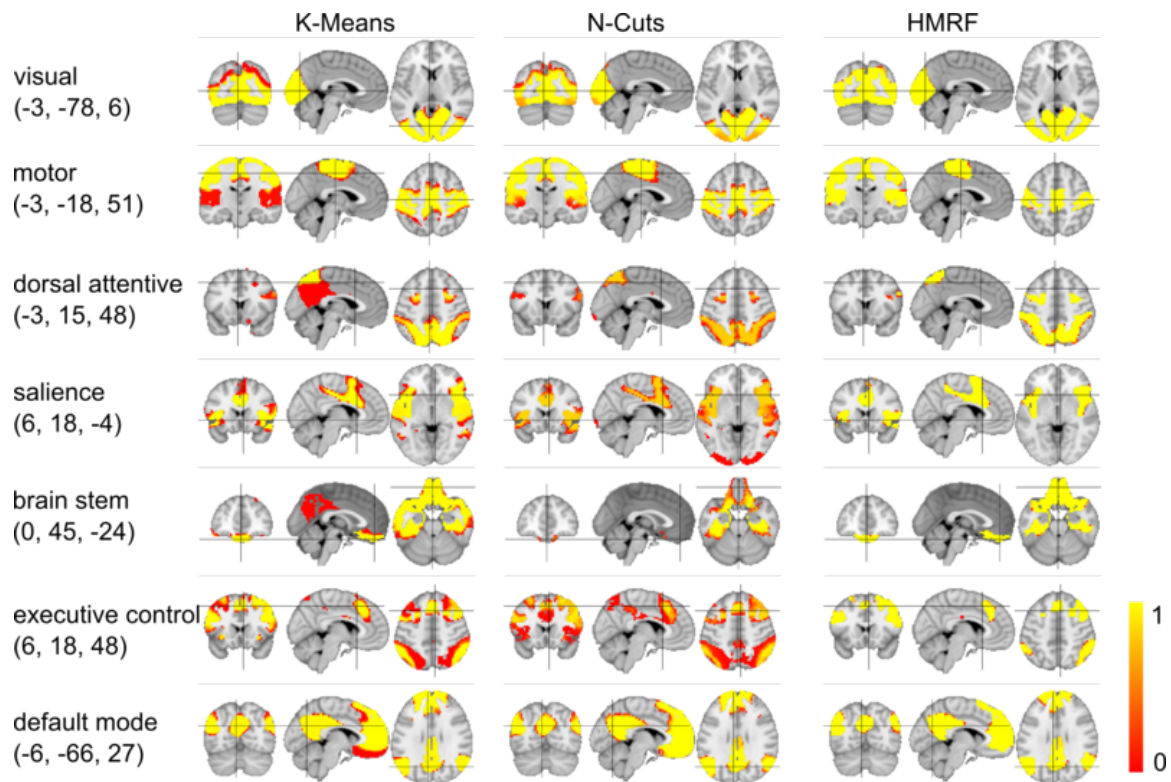 K-Means N-Cuts HMRF
visual
(-3, -78, 6)
motor
(-3, -18, 51)
dorsal attentive
(-3, 15, 48)
salience
(6, 18, -4)
brain stem
(0, 45, -24)
executive control
(6, 18, 48)
1
default mode
(-6, -66, 27)
0